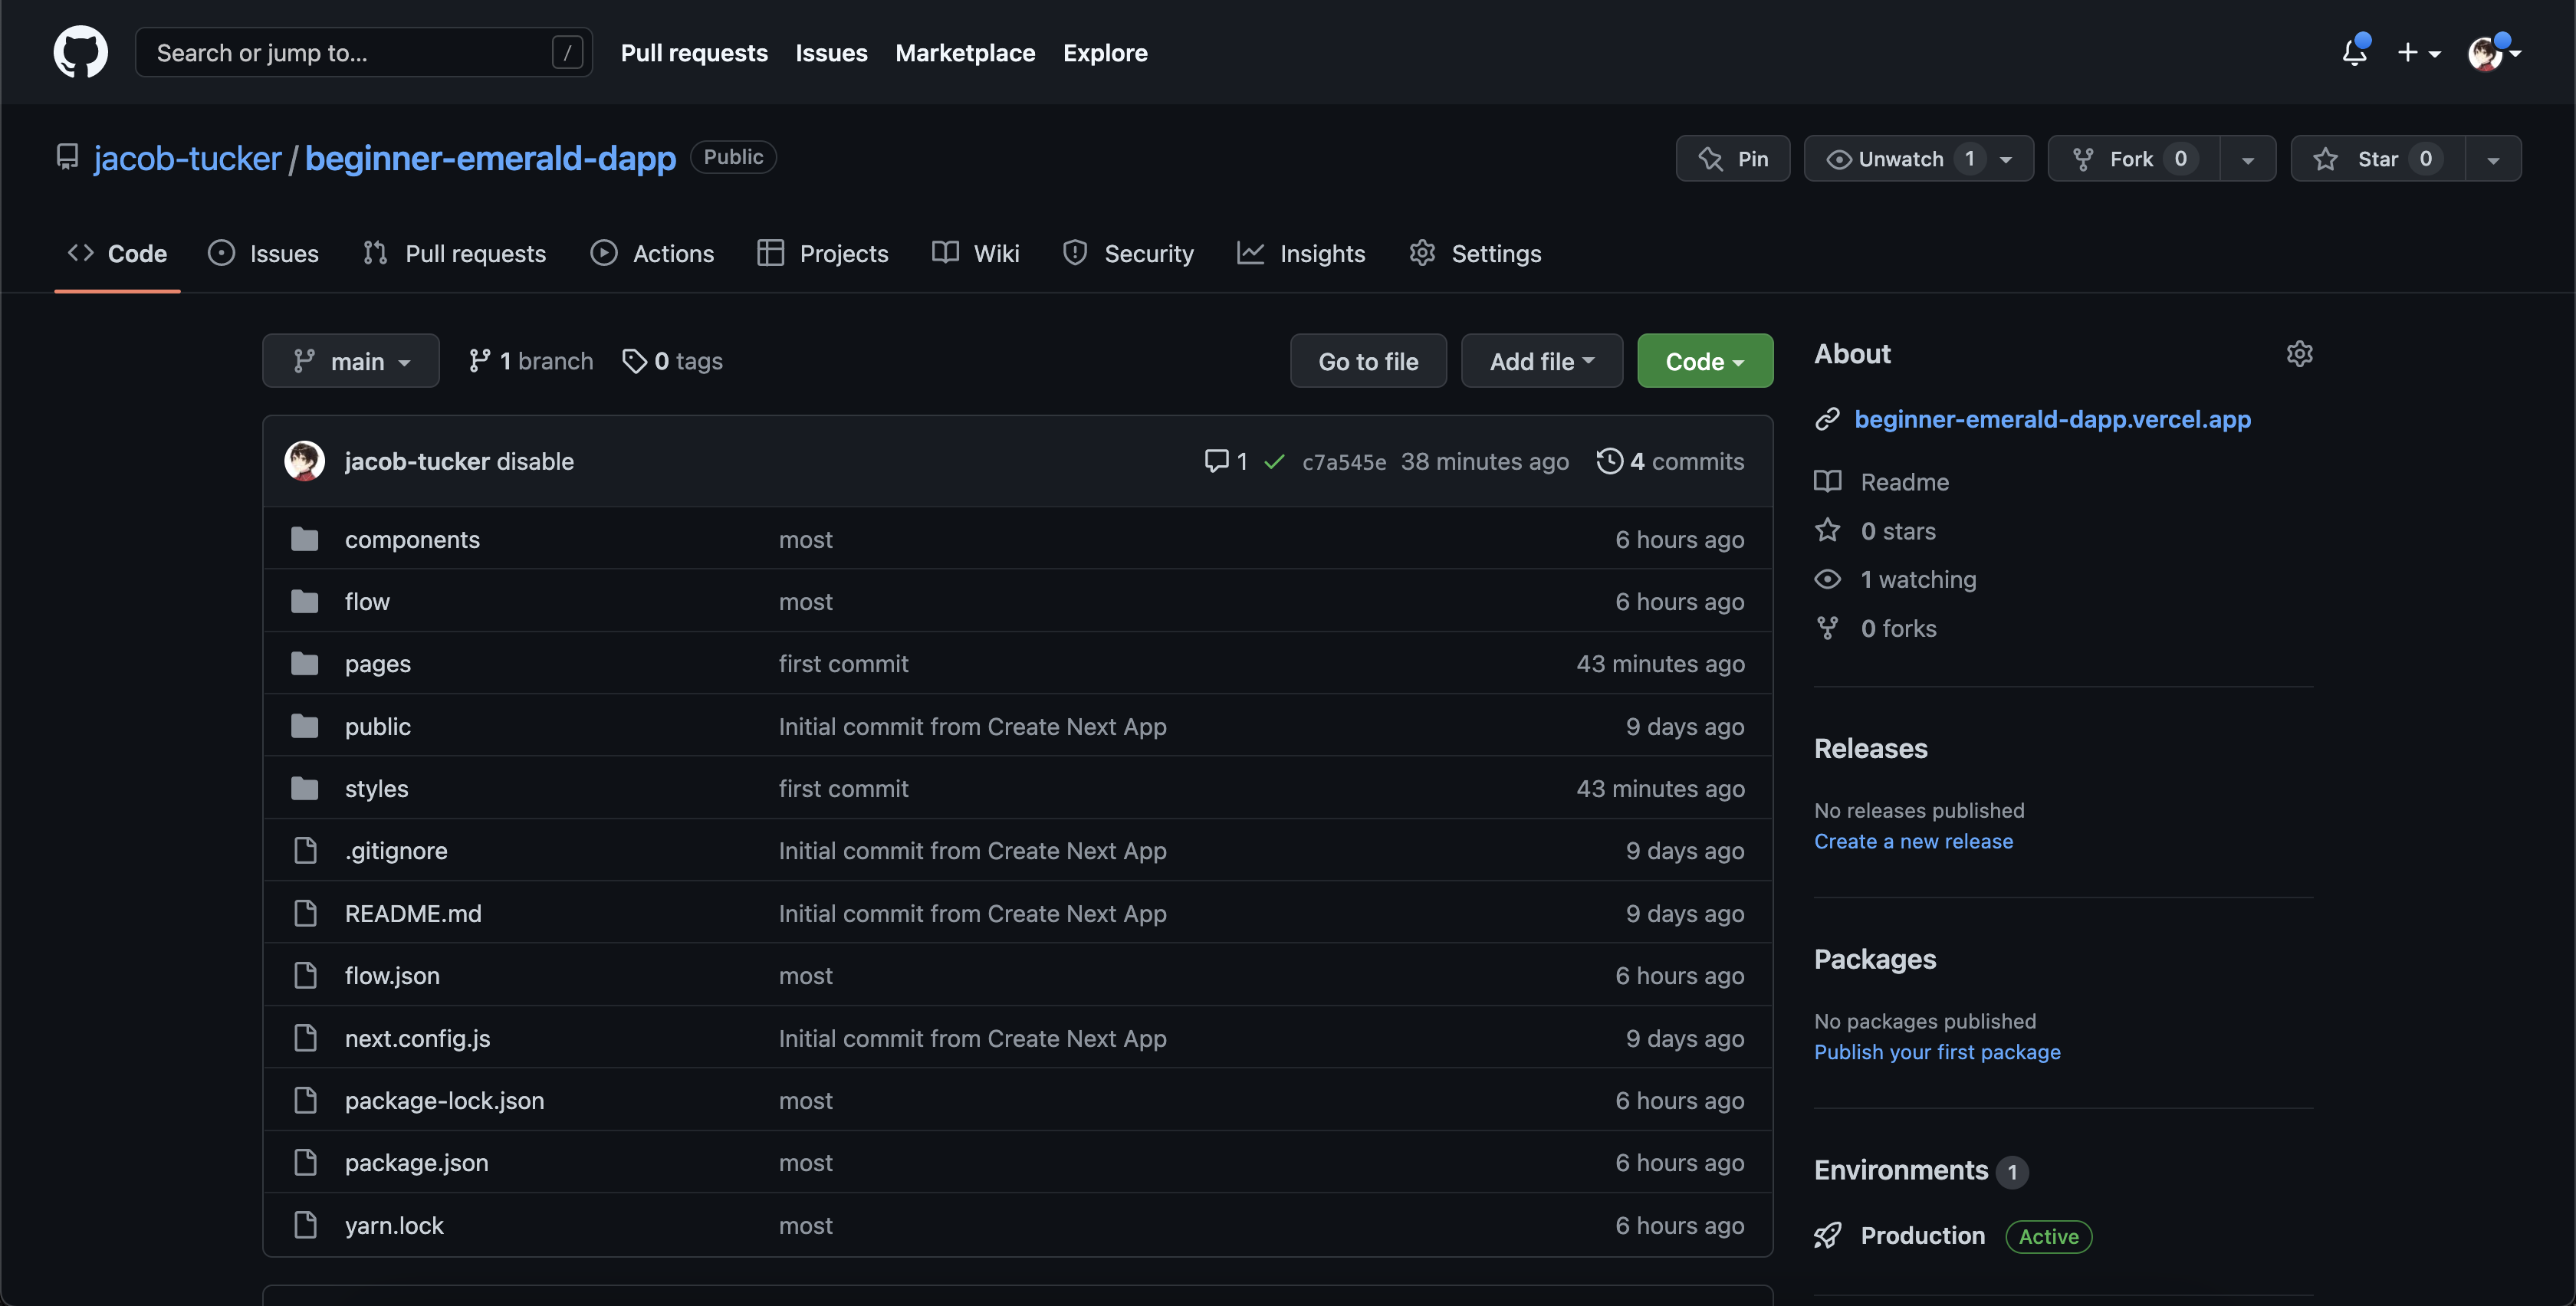 Search or jump to... / Pull requests Issues Marketplace Explore
jacob-tucker / beginner-emerald-dapp Public Pin Unwatch 1 Fork 0 Star 0
Code Issues Pull requests Actions Projects Wiki Security Insights Settings
main 1 branch 0 tags Go to file Add file Code
jacob-tucker disable 1 c7a545e 38 minutes ago 4 commits
components most 6 hours ago
flow most 6 hours ago
pages first commit 43 minutes ago
public Initial commit from Create Next App 9 days ago
styles first commit 43 minutes ago
.gitignore Initial commit from Create Next App 9 days ago
README.md Initial commit from Create Next App 9 days ago
flow.json most 6 hours ago
next.config.js Initial commit from Create Next App 9 days ago
package-lock.json most 6 hours ago
package.json most 6 hours ago
yarn.lock most 6 hours ago
About
beginner-emerald-dapp.vercel.app
Readme
0 stars
1 watching
0 forks
Releases
No releases published
Create a new release
Packages
No packages published
Publish your first package
Environments 1
Production Active